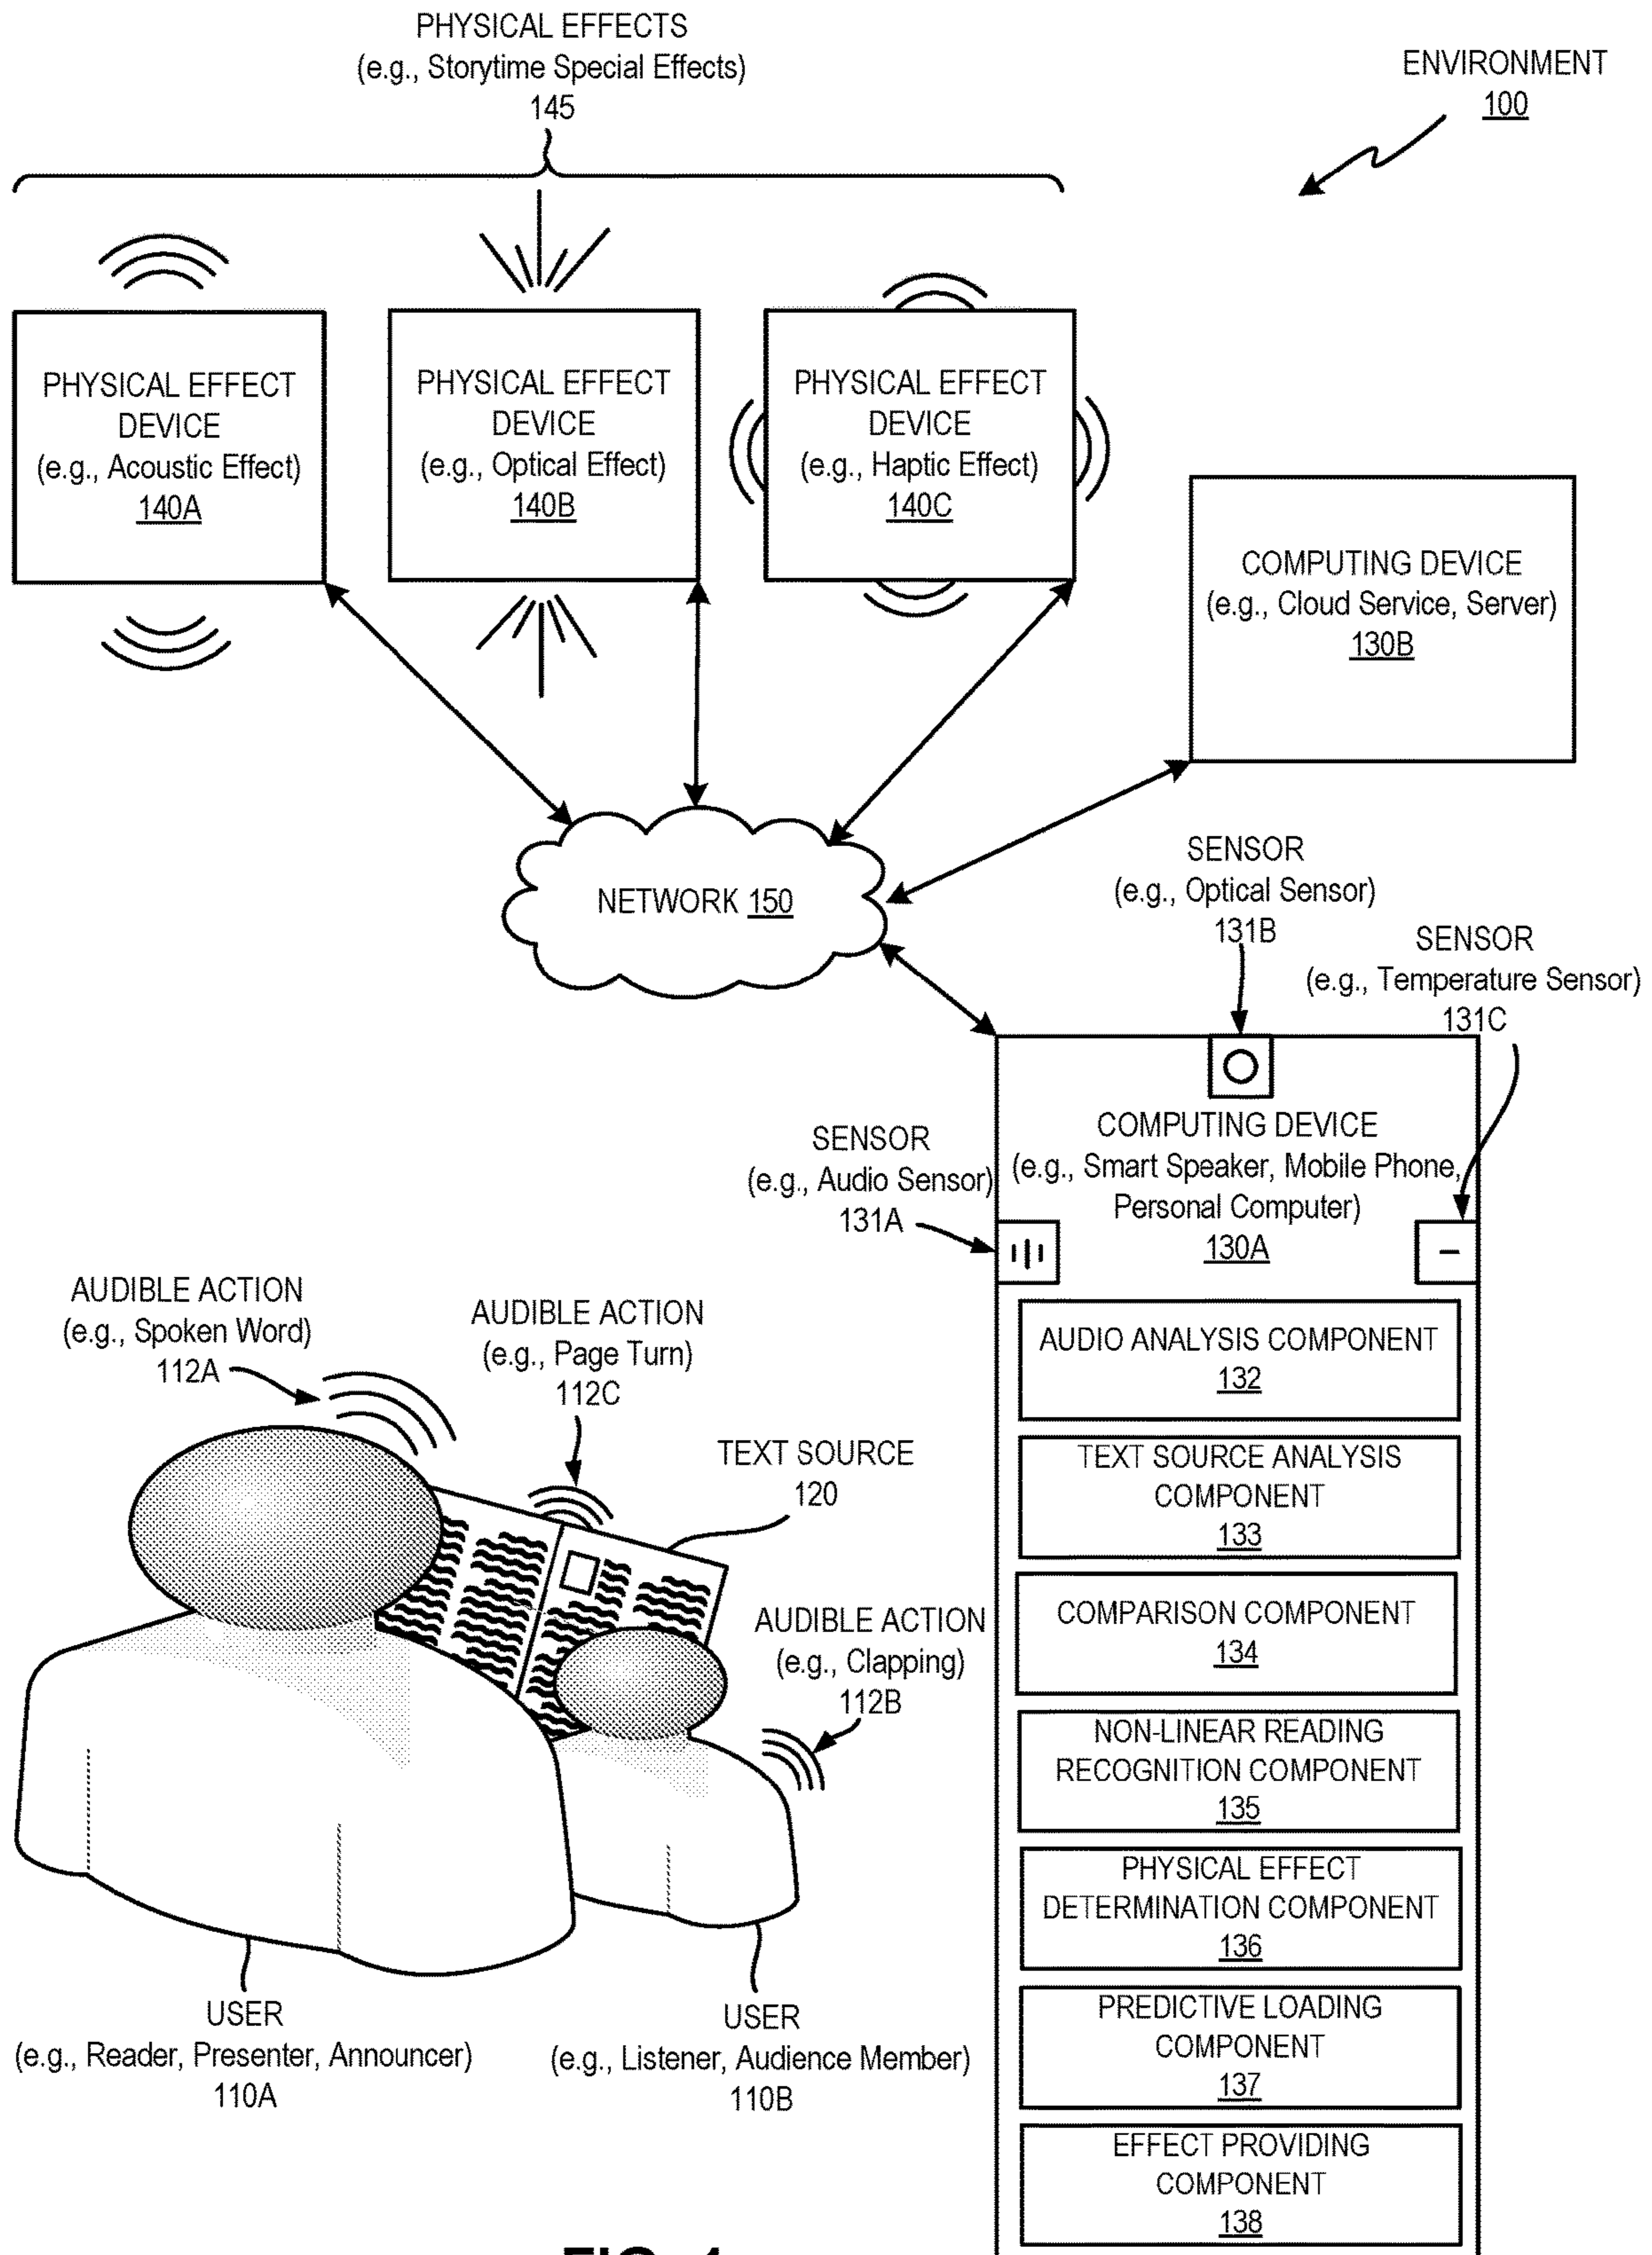 PHYSICAL EFFECTS
(e.g., Storytime Special Effects)
145
ENVIRONMENT
100
PHYSICAL EFFECT
DEVICE
(e.g., Acoustic Effect)
140A
PHYSICAL EFFECT
DEVICE
(e.g., Optical Effect)
140B
PHYSICAL EFFECT
DEVICE
(e.g., Haptic Effect)
140C
COMPUTING DEVICE
(e.g., Cloud Service, Server)
130B
NETWORK 150
SENSOR
(e.g., Optical Sensor)
131B
SENSOR
(e.g., Temperature Sensor)
131C
SENSOR
(e.g., Audio Sensor)
131A
COMPUTING DEVICE
(e.g., Smart Speaker, Mobile Phone,
Personal Computer)
130A
AUDIO ANALYSIS COMPONENT
132
TEXT SOURCE ANALYSIS
COMPONENT
133
COMPARISON COMPONENT
134
NON-LINEAR READING
RECOGNITION COMPONENT
135
PHYSICAL EFFECT
DETERMINATION COMPONENT
136
PREDICTIVE LOADING
COMPONENT
137
EFFECT PROVIDING
COMPONENT
138
AUDIBLE ACTION
(e.g., Spoken Word)
112A
AUDIBLE ACTION
(e.g., Page Turn)
112C
TEXT SOURCE
120
AUDIBLE ACTION
(e.g., Clapping)
112B
USER
(e.g., Reader, Presenter, Announcer)
110A
USER
(e.g., Listener, Audience Member)
110B